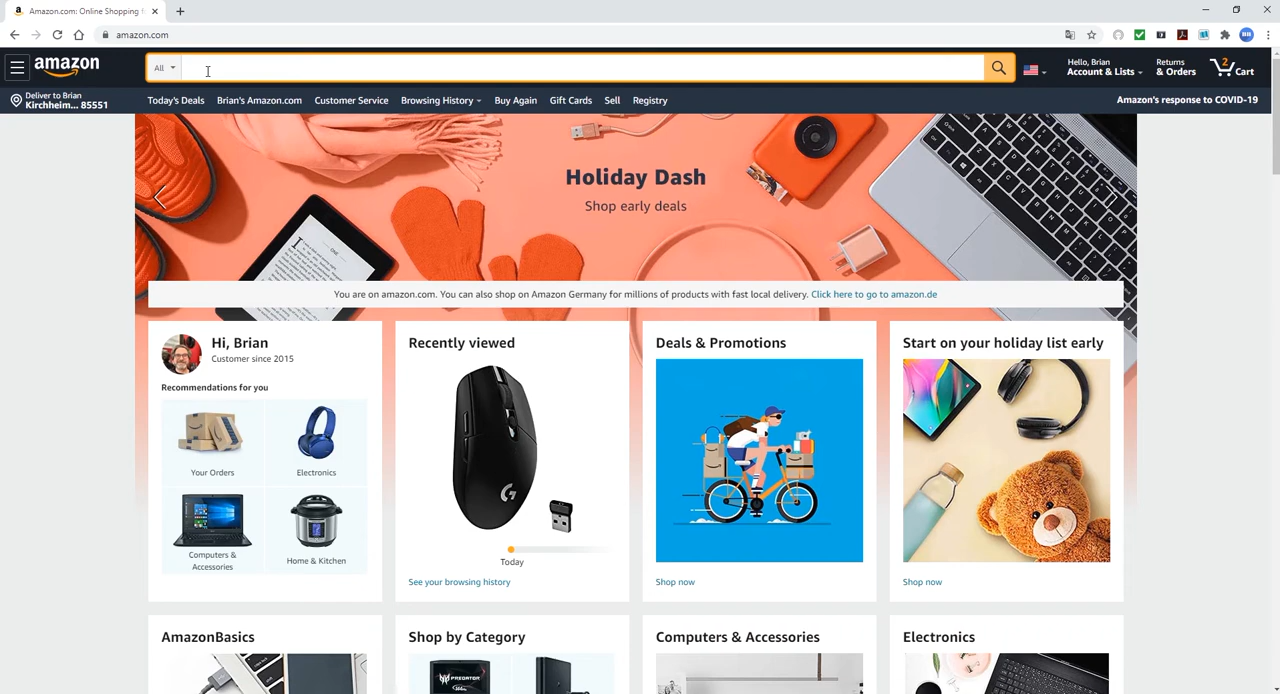 Amazon.com: Online Shopping f
amazon.com
amazon
All
Hello, Brian
Account & Lists
Returns
& Orders
2
Cart
Deliver to Brian
Kirchheim... 85551
Today's Deals
Brian's Amazon.com
Customer Service
Browsing History
Buy Again
Gift Cards
Sell
Registry
Amazon's response to COVID-19
Holiday Dash
Shop early deals
You are on amazon.com. You can also shop on Amazon Germany for millions of products with fast local delivery. Click here to go to amazon.de
Hi, Brian
Customer since 2015
Recommendations for you
Your Orders
Electronics
Computers &
Accessories
Home & Kitchen
Recently viewed
G
Today
See your browsing history
Deals & Promotions
Shop now
Start on your holiday list early
Shop now
AmazonBasics
Shop by Category
PREDATOR
Computers & Accessories
Electronics